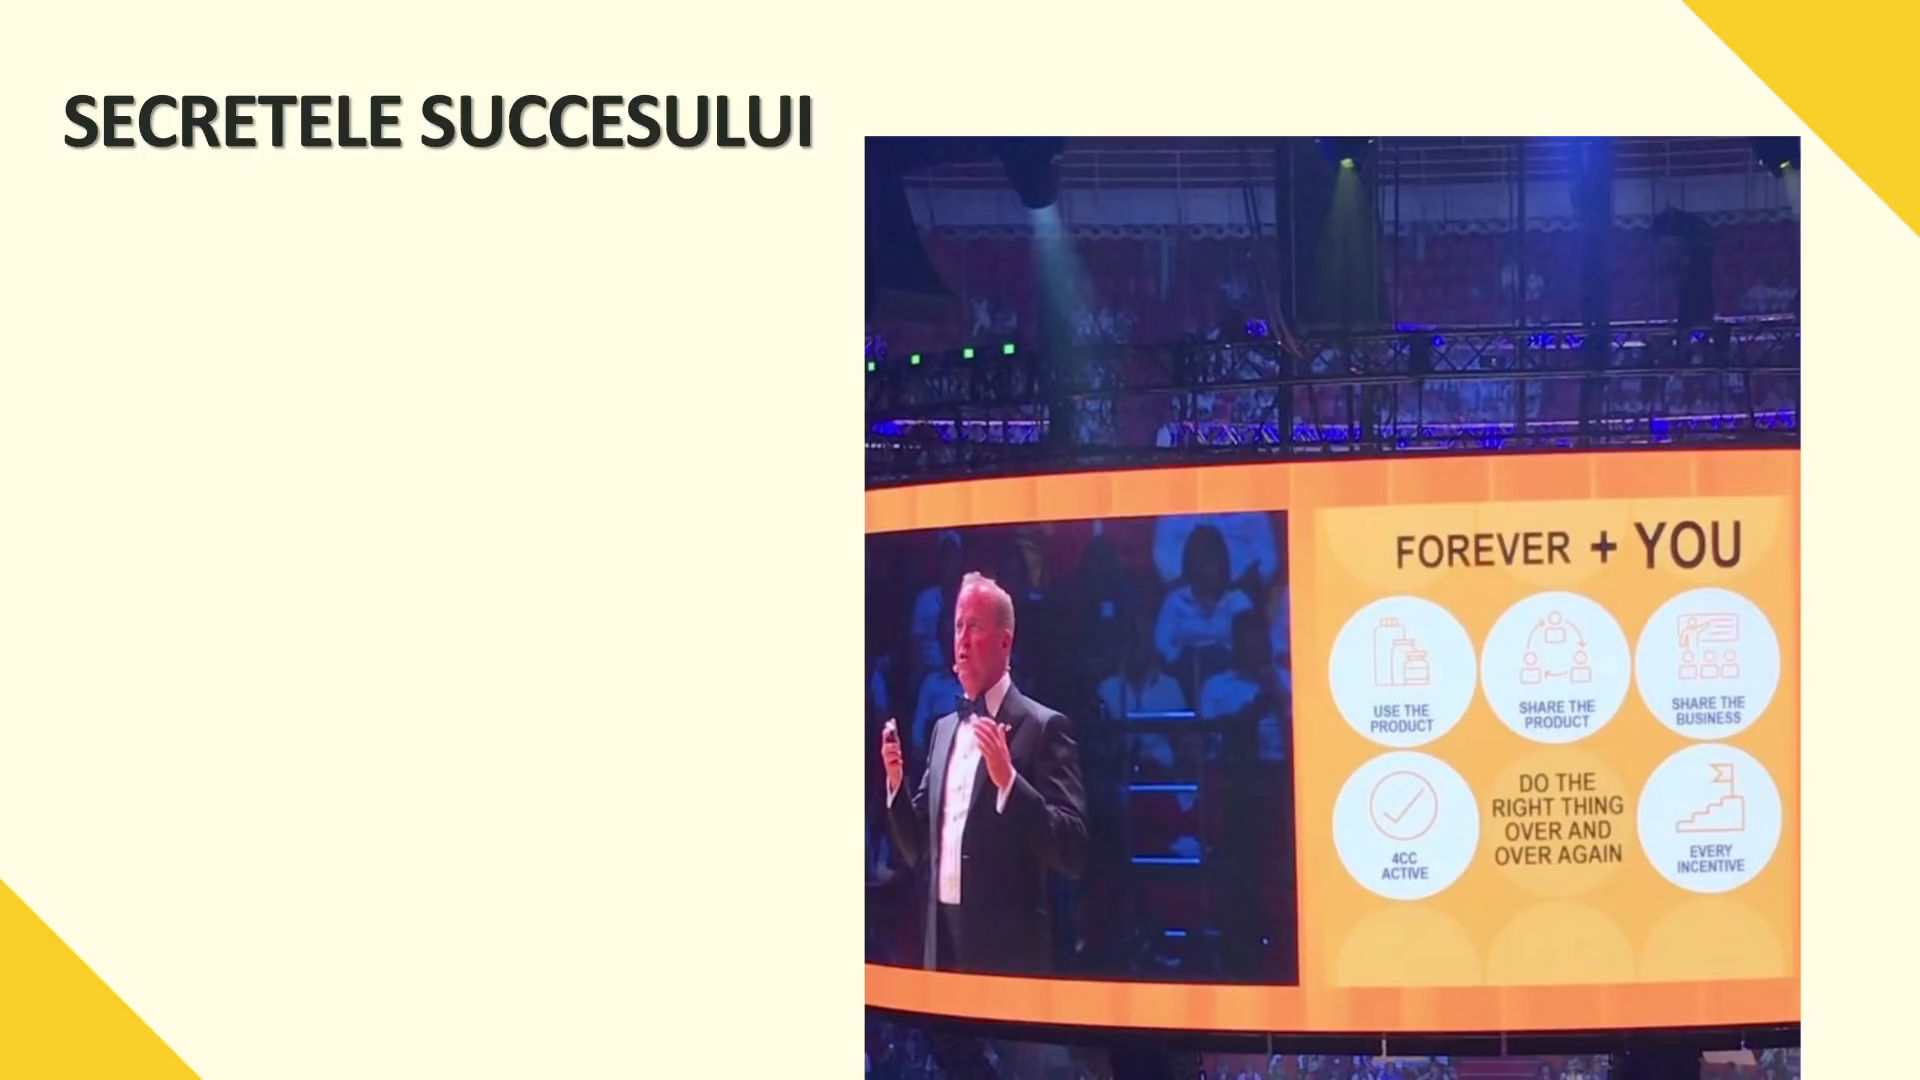 SECRETELE SUCCESULUI
FOREVER + YOU
USE THE
PRODUCT
SHARE THE
PRODUCT
SHARE THE
BUSINESS
4CC
ACTIVE
DO THE
RIGHT THING
OVER AND
OVER AGAIN
EVERY
INCENTIVE